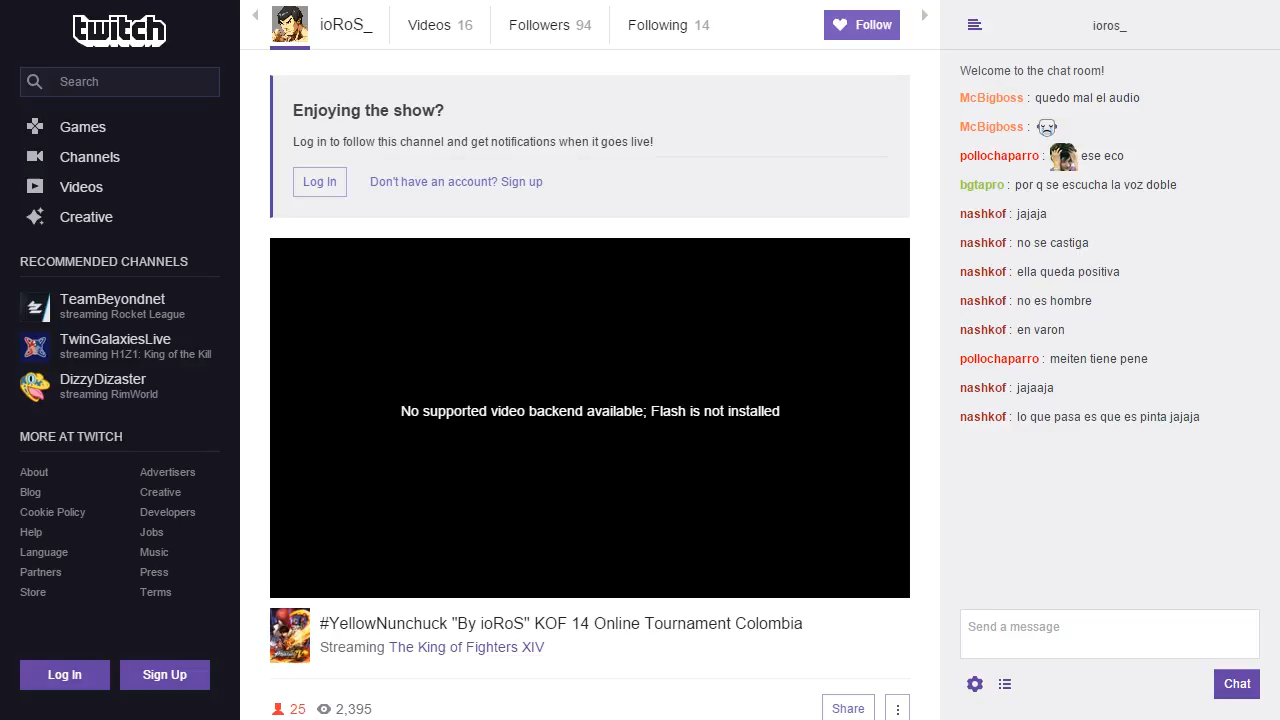 twitch
Search
Games
Channels
Videos
Creative
RECOMMENDED CHANNELS
TeamBeyondnet
streaming Rocket League
TwinGalaxiesLive
streaming H1Z1: King of the Kill
DizzyDizaster
streaming RimWorld
MORE AT TWITCH
About Advertisers
Blog Creative
Cookie Policy Developers
Help Jobs
Language Music
Partners Press
Store Terms
Log In Sign Up
ioRoS_ Videos 16 Followers 94 Following 14 Follow
Enjoying the show?
Log in to follow this channel and get notifications when it goes live!
Log In Don't have an account? Sign up
No supported video backend available; Flash is not installed
#YellowNunchuck "By ioRoS" KOF 14 Online Tournament Colombia
Streaming The King of Fighters XIV
25 2,395 Share
ioros_
Welcome to the chat room!
McBigboss : quedo mal el audio
McBigboss :
pollochaparro : ese eco
bgtapro : por q se escucha la voz doble
nashkof : jajaja
nashkof : no se castiga
nashkof : ella queda positiva
nashkof : no es hombre
nashkof : en varon
pollochaparro : meiten tiene pene
nashkof : jajaaja
nashkof : lo que pasa es que es pinta jajaja
Send a message
Chat